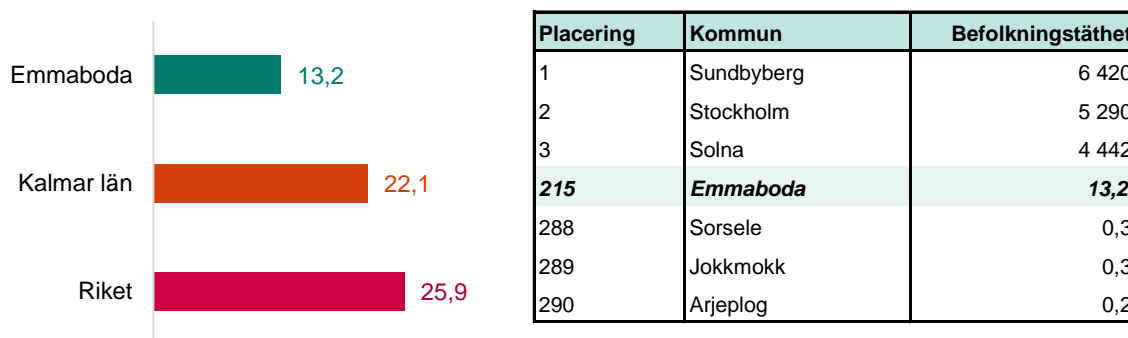 Emmaboda 13,2
Kalmar län 22,1
Riket 25,9
Placering Kommun Befolkningstäthet
1 Sundbyberg 6 420
2 Stockholm 5 290
3 Solna 4 442
215 Emmaboda 13,2
288 Sorsele 0,3
289 Jokkmokk 0,3
290 Arjeplog 0,2